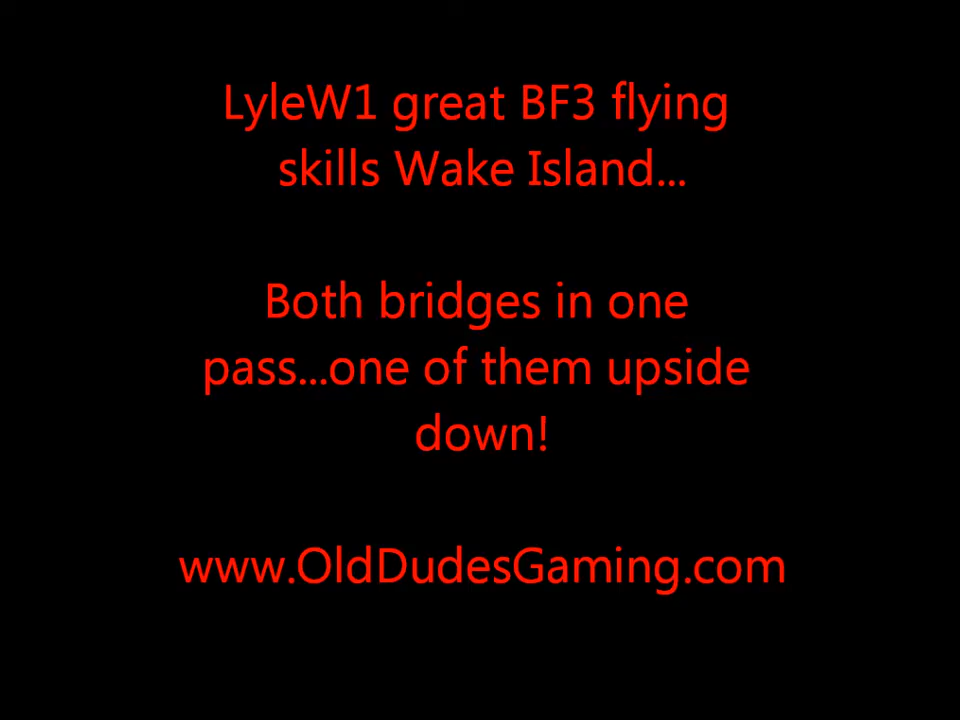 LyleW1 great BF3 flying
skills Wake Island...
Both bridges in one
pass...one of them upside
down!
www.OldDudesGaming.com